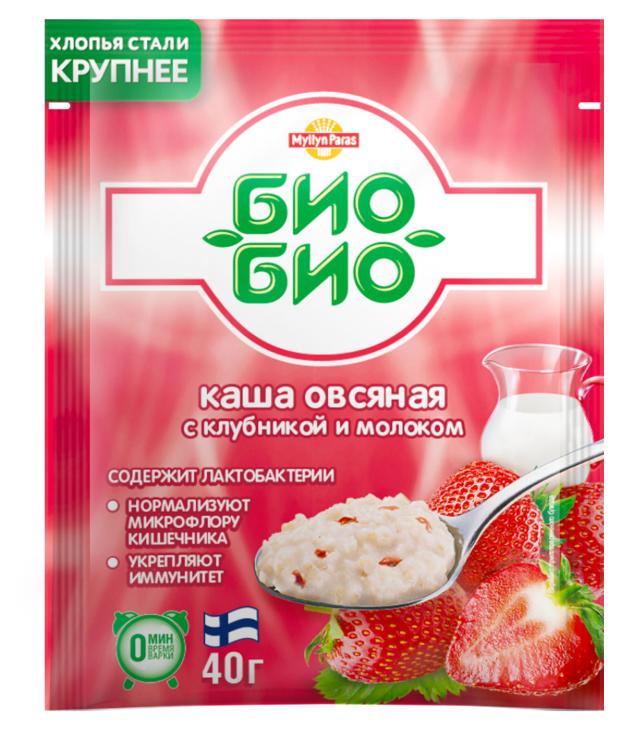 ХЛОПЬЯ СТАЛИ
КРУПНЕЕ
Myllyn Paras
БИО
БИО
каша овсяная
с клубникой и молоком
СОДЕРЖИТ ЛАКТОБАКТЕРИИ
• НОРМАЛИЗУЮТ
МИКРОФЛОРУ
КИШЕЧНИКА
• УКРЕПЛЯЮТ
ИММУНИТЕТ
0 МИН
ВРЕМЯ
ВАРКИ
40г